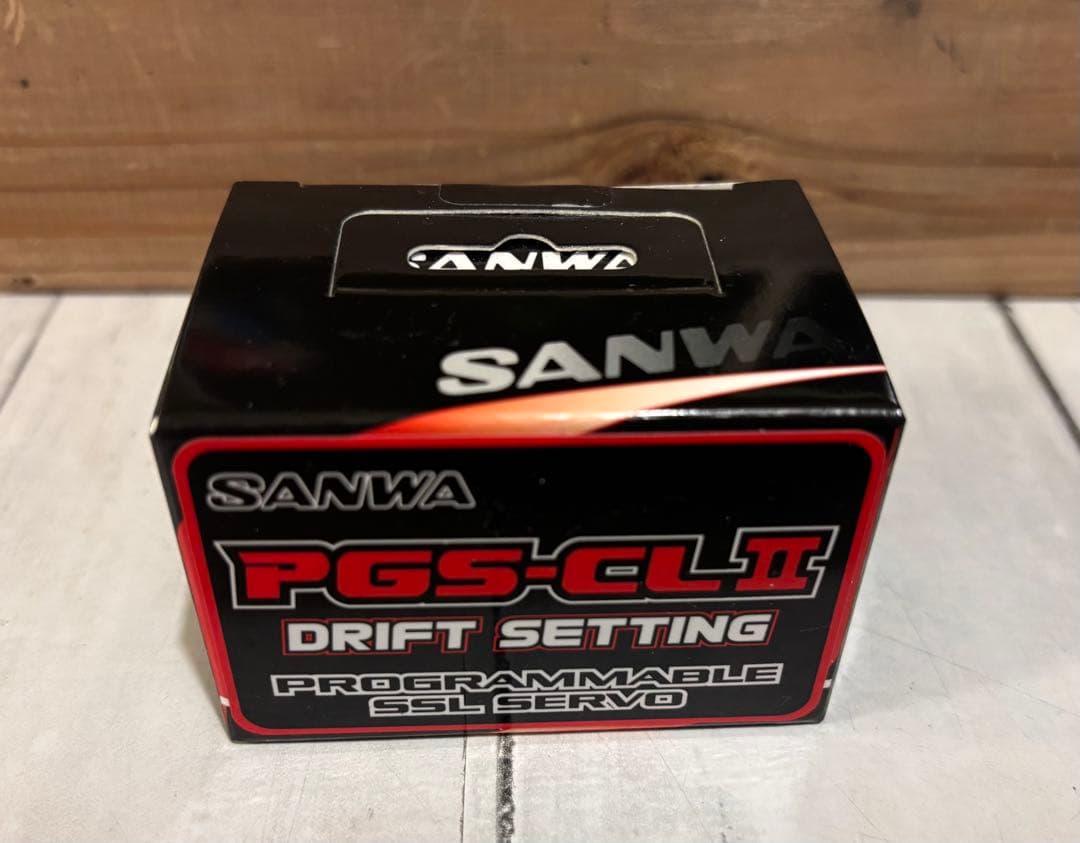 SANWA
SANWA
SANWA
PGS-CL II
DRIFT SETTING
PROGRAMMABLE
SSL SERVO